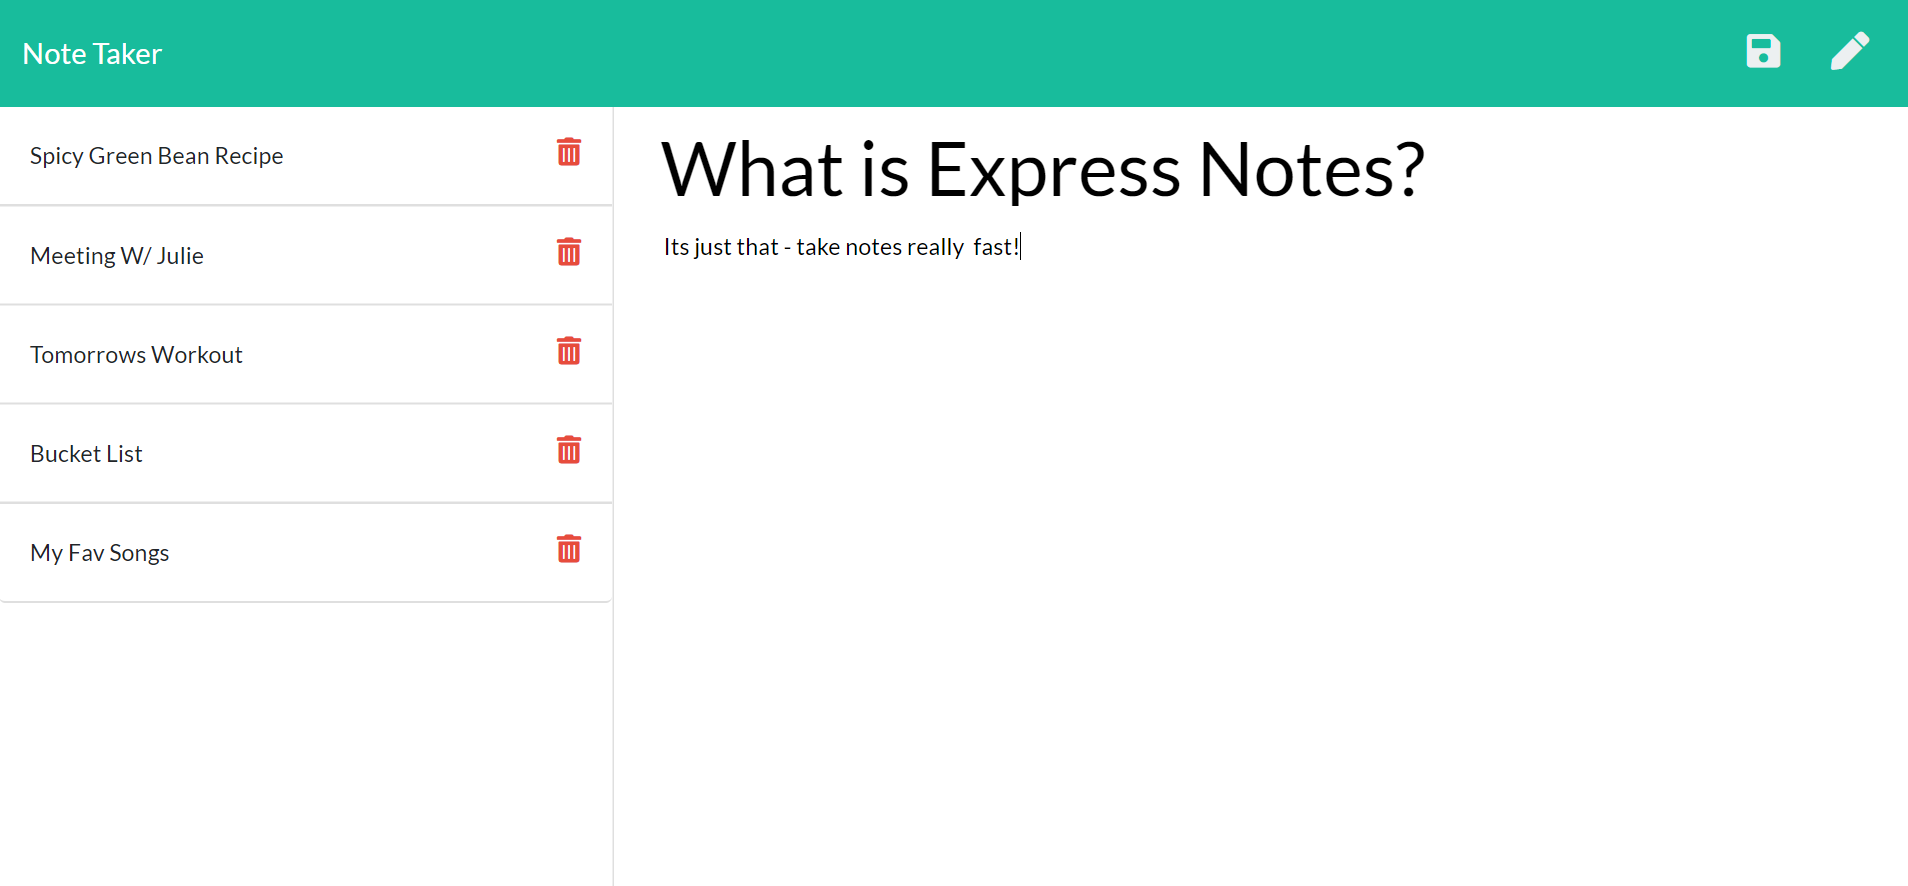 Note Taker
Spicy Green Bean Recipe
Meeting W/ Julie
Tomorrows Workout
Bucket List
My Fav Songs
What is Express Notes?
Its just that - take notes really  fast!